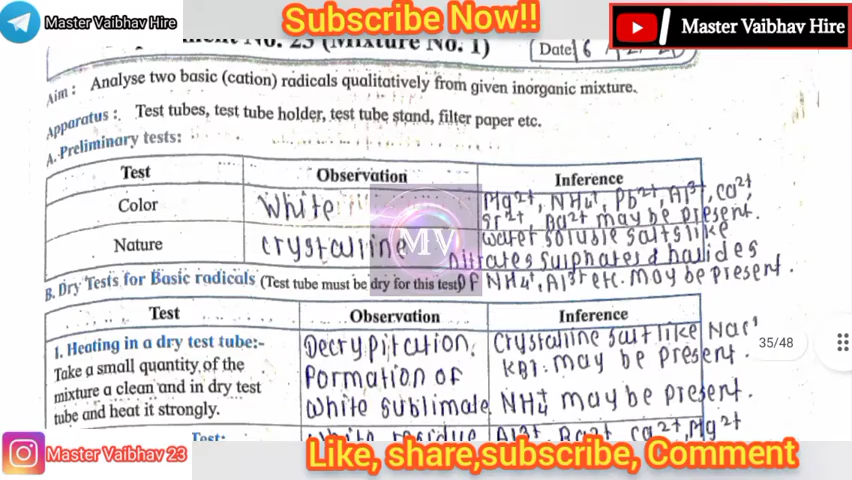 Subscribe Now!!
Master Vaibhav Hire
Master Vaibhav Hire
No. 23 (Mixture No. 1)
Date
Aim : Analyse two basic (cation) radicals qualitatively from given inorganic mixture.
Apparatus : Test tubes, test tube holder, test tube stand, filter paper etc.
A. Preliminary tests:
Test Observation Inference
Color White Mg2+, NH4+, Pb2+, Al3+, Ca2+,
Sr2+, Ba2+ may be present.
Nature Crystalline Water soluble salts like
Nitrates sulphates & halides
B. Dry Tests for Basic radicals (Test tube must be dry for this test) OF NH4+, Al3+ etc. may be present.
Test Observation Inference
1. Heating in a dry test tube:- Decrypitation. Crystalline salt like
Take a small quantity of the Formation of KBr. may be present.
mixture a clean and in dry test White sublimate. NH4+ may be present.
tube and heat it strongly.
Test: White residue Al3+, Ba2+ Ca2+, Mg2+
MV
35/48
Master Vaibhav 23
Like, share,subscribe, Comment